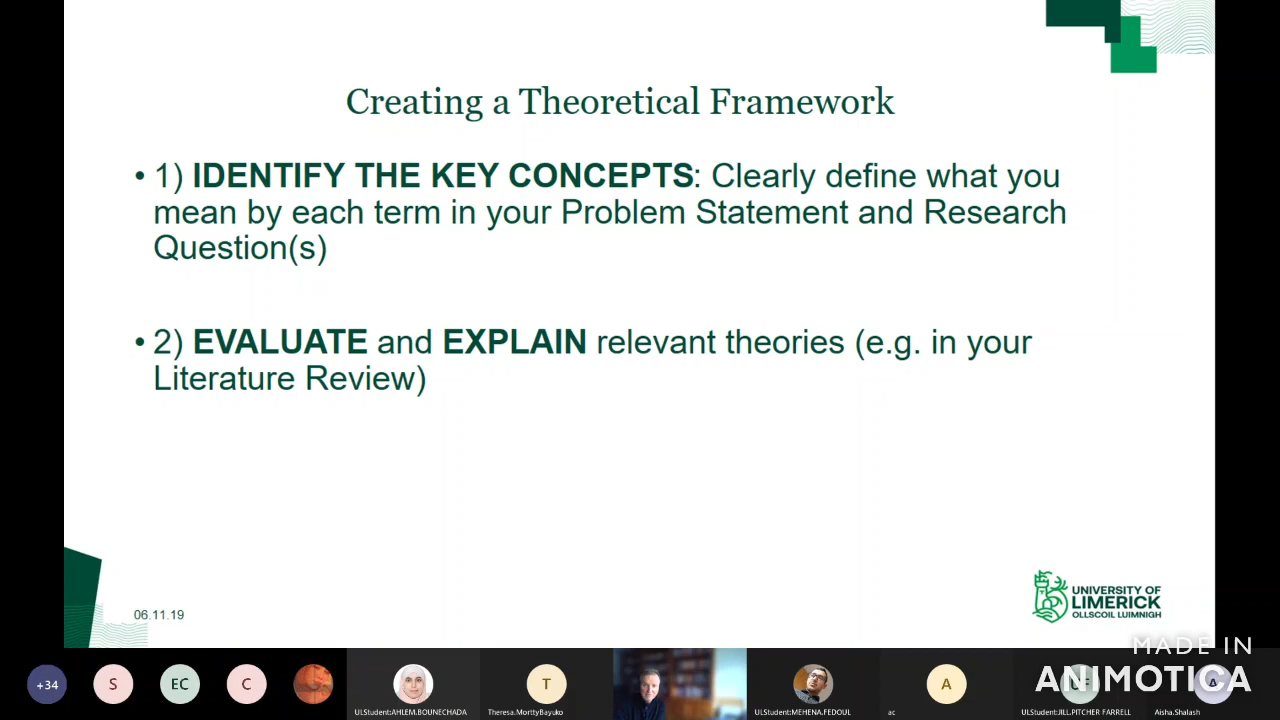 Creating a Theoretical Framework
• 1) IDENTIFY THE KEY CONCEPTS: Clearly define what you
mean by each term in your Problem Statement and Research
Question(s)
• 2) EVALUATE and EXPLAIN relevant theories (e.g. in your
Literature Review)
06.11.19
UNIVERSITY OF
LIMERICK
OLLSCOIL LUIMNIGH
MADE IN
ANIMOTICA
+34
S
EC
C
T
A
A
ULStudent:AHLEM.BOUNECHADA
Theresa.MorttyBayuko
ULStudent:MEHENA.FEDOUL
ac
ULStudent:JILL.PITCHER FARRELL
Aisha.Shalash